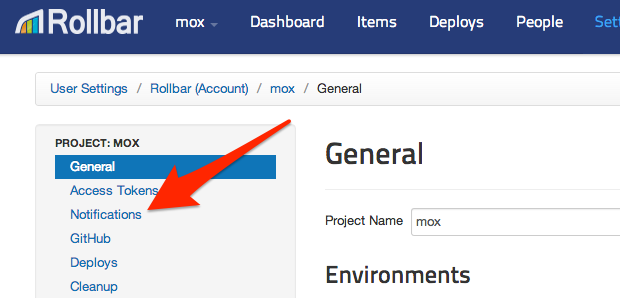 Rollbar mox Dashboard Items Deploys People Set
User Settings / Rollbar (Account) / mox / General
PROJECT: MOX
General
Access Tokens
Notifications
GitHub
Deploys
Cleanup
General
Project Name mox
Environments